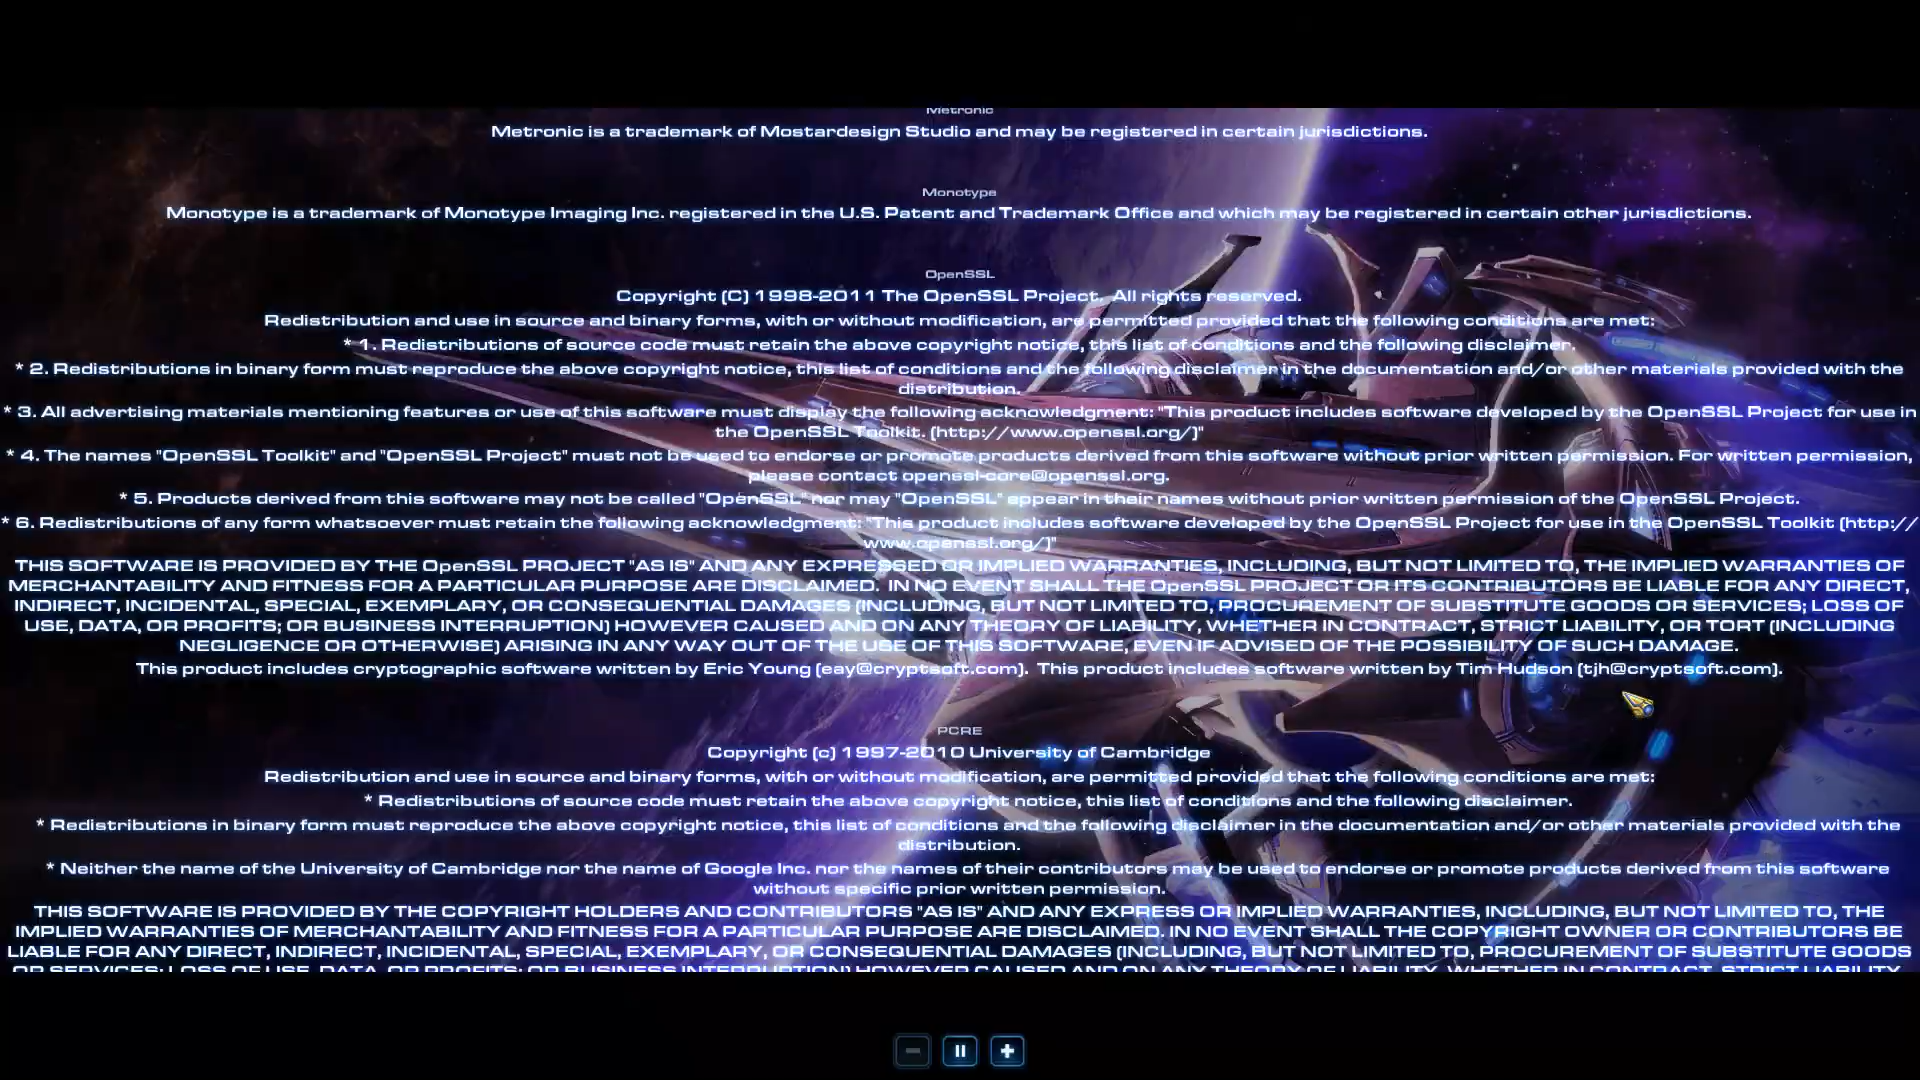 Metronic
Metronic is a trademark of Mostardesign Studio and may be registered in certain jurisdictions.
Monotype
Monotype is a trademark of Monotype Imaging Inc. registered in the U.S. Patent and Trademark Office and which may be registered in certain other jurisdictions.
OpenSSL
Copyright (C) 1998-2011 The OpenSSL Project.  All rights reserved.
Redistribution and use in source and binary forms, with or without modification, are permitted provided that the following conditions are met:
* 1. Redistributions of source code must retain the above copyright notice, this list of conditions and the following disclaimer.
* 2. Redistributions in binary form must reproduce the above copyright notice, this list of conditions and the following disclaimer in the documentation and/or other materials provided with the
distribution.
* 3. All advertising materials mentioning features or use of this software must display the following acknowledgment: "This product includes software developed by the OpenSSL Project for use in
the OpenSSL Toolkit. (http://www.openssl.org/)"
* 4. The names "OpenSSL Toolkit" and "OpenSSL Project" must not be used to endorse or promote products derived from this software without prior written permission. For written permission,
please contact openssl-core@openssl.org.
* 5. Products derived from this software may not be called "OpenSSL" nor may "OpenSSL" appear in their names without prior written permission of the OpenSSL Project.
* 6. Redistributions of any form whatsoever must retain the following acknowledgment: "This product includes software developed by the OpenSSL Project for use in the OpenSSL Toolkit (http://
www.openssl.org/)"
THIS SOFTWARE IS PROVIDED BY THE OpenSSL PROJECT "AS IS" AND ANY EXPRESSED OR IMPLIED WARRANTIES, INCLUDING, BUT NOT LIMITED TO, THE IMPLIED WARRANTIES OF
MERCHANTABILITY AND FITNESS FOR A PARTICULAR PURPOSE ARE DISCLAIMED.  IN NO EVENT SHALL THE OpenSSL PROJECT OR ITS CONTRIBUTORS BE LIABLE FOR ANY DIRECT,
INDIRECT, INCIDENTAL, SPECIAL, EXEMPLARY, OR CONSEQUENTIAL DAMAGES (INCLUDING, BUT NOT LIMITED TO, PROCUREMENT OF SUBSTITUTE GOODS OR SERVICES; LOSS OF
USE, DATA, OR PROFITS; OR BUSINESS INTERRUPTION) HOWEVER CAUSED AND ON ANY THEORY OF LIABILITY, WHETHER IN CONTRACT, STRICT LIABILITY, OR TORT (INCLUDING
NEGLIGENCE OR OTHERWISE) ARISING IN ANY WAY OUT OF THE USE OF THIS SOFTWARE, EVEN IF ADVISED OF THE POSSIBILITY OF SUCH DAMAGE.
This product includes cryptographic software written by Eric Young (eay@cryptsoft.com).  This product includes software written by Tim Hudson (tjh@cryptsoft.com).
PCRE
Copyright (c) 1997-2010 University of Cambridge
Redistribution and use in source and binary forms, with or without modification, are permitted provided that the following conditions are met:
* Redistributions of source code must retain the above copyright notice, this list of conditions and the following disclaimer.
* Redistributions in binary form must reproduce the above copyright notice, this list of conditions and the following disclaimer in the documentation and/or other materials provided with the
distribution.
* Neither the name of the University of Cambridge nor the name of Google Inc. nor the names of their contributors may be used to endorse or promote products derived from this software
without specific prior written permission.
THIS SOFTWARE IS PROVIDED BY THE COPYRIGHT HOLDERS AND CONTRIBUTORS "AS IS" AND ANY EXPRESS OR IMPLIED WARRANTIES, INCLUDING, BUT NOT LIMITED TO, THE
IMPLIED WARRANTIES OF MERCHANTABILITY AND FITNESS FOR A PARTICULAR PURPOSE ARE DISCLAIMED. IN NO EVENT SHALL THE COPYRIGHT OWNER OR CONTRIBUTORS BE
LIABLE FOR ANY DIRECT, INDIRECT, INCIDENTAL, SPECIAL, EXEMPLARY, OR CONSEQUENTIAL DAMAGES (INCLUDING, BUT NOT LIMITED TO, PROCUREMENT OF SUBSTITUTE GOODS
OR SERVICES; LOSS OF USE, DATA, OR PROFITS; OR BUSINESS INTERRUPTION) HOWEVER CAUSED AND ON ANY THEORY OF LIABILITY, WHETHER IN CONTRACT, STRICT LIABILITY,